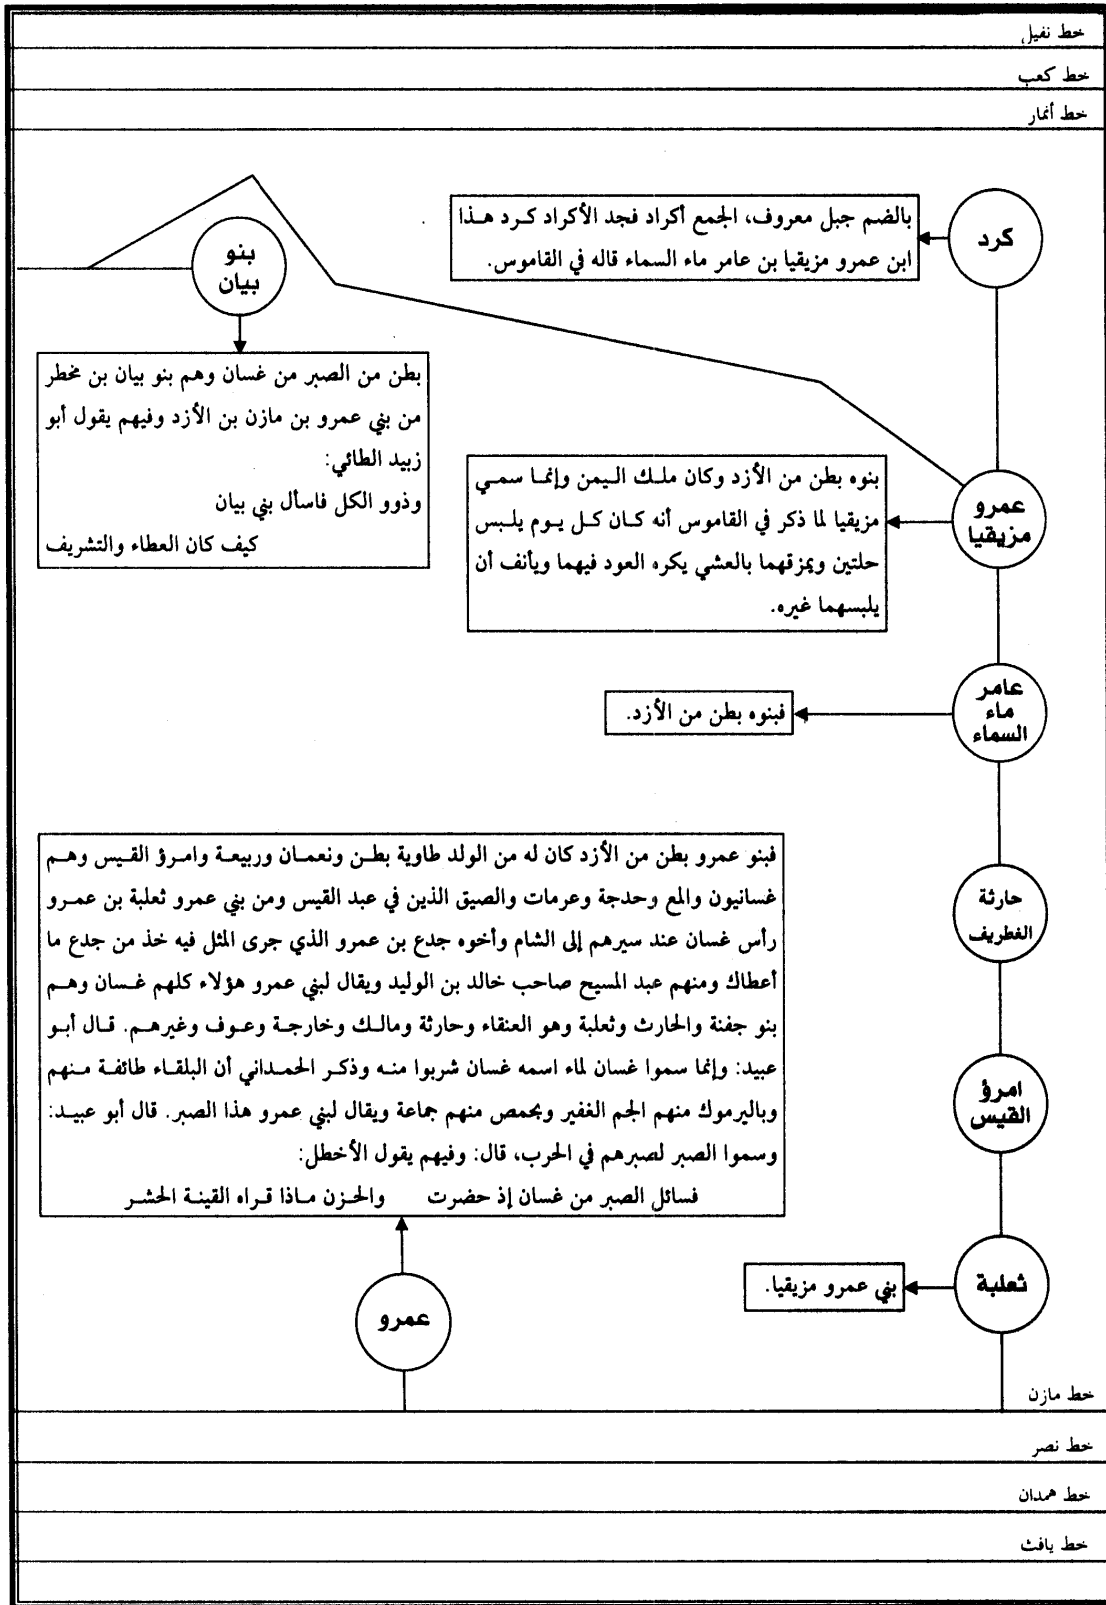 خط نفيل
خط كعب
خط أنمار
كرد
بالضم جبل معروف، الجمع أكراد فجد الأكراد كرد هذا
ابن عمرو مزيقيا بن عامر ماء السماء قاله في القاموس.
بنو
بيان
بطن من الصبر من غسان وهم بنو بيان بن مخطر
من بني عمرو بن مازن بن الأزد وفيهم يقول أبو
زبيد الطائي:
وذوو الكل فاسأل بني بيان
كيف كان العطاء والتشريف
عمرو
مزيقيا
بنوه بطن من الأزد وكان ملك اليمن وإنما سمي
مزيقيا لما ذكر في القاموس أنه كان كل يوم يلبس
حلتين ويمزقهما بالعشي يكره العود فيهما ويأنف أن
يلبسهما غيره.
عامر
ماء
السماء
فبنوه بطن من الأزد.
حارثة
الغطريف
فبنو عمرو بطن من الأزد كان له من الولد طاوية بطن ونعمان وربيعة وامرؤ القيس وهم
غسانيون والمع وحدجة وعرمات والصيق الذين في عبد القيس ومن بني عمرو ثعلبة بن عمرو
رأس غسان عند سيرهم إلى الشام وأخوه جدع بن عمرو الذي جرى المثل فيه خذ من جدع ما
أعطاك ومنهم عبد المسيح صاحب خالد بن الوليد ويقال لبني عمرو هؤلاء كلهم غسان وهم
بنو جفنة والحارث وثعلبة وهو العنقاء وحارثة ومالك وخارجة وعوف وغيرهم. قال أبو
عبيد: وإنما سموا غسان لماء اسمه غسان شربوا منه وذكر الحمداني أن البلقاء طائفة منهم
وباليرموك منهم الجم الغفير وبحمص منهم جماعة ويقال لبني عمرو هذا الصبر. قال أبو عبيد:
وسموا الصبر لصبرهم في الحرب، قال: وفيهم يقول الأخطل:
فسائل الصبر من غسان إذ حضرت والحزن ماذا قراه القينة الحشر
امرؤ
القيس
ثعلبة
بني عمرو مزيقيا.
عمرو
خط مازن
خط نصر
خط همدان
خط يافث